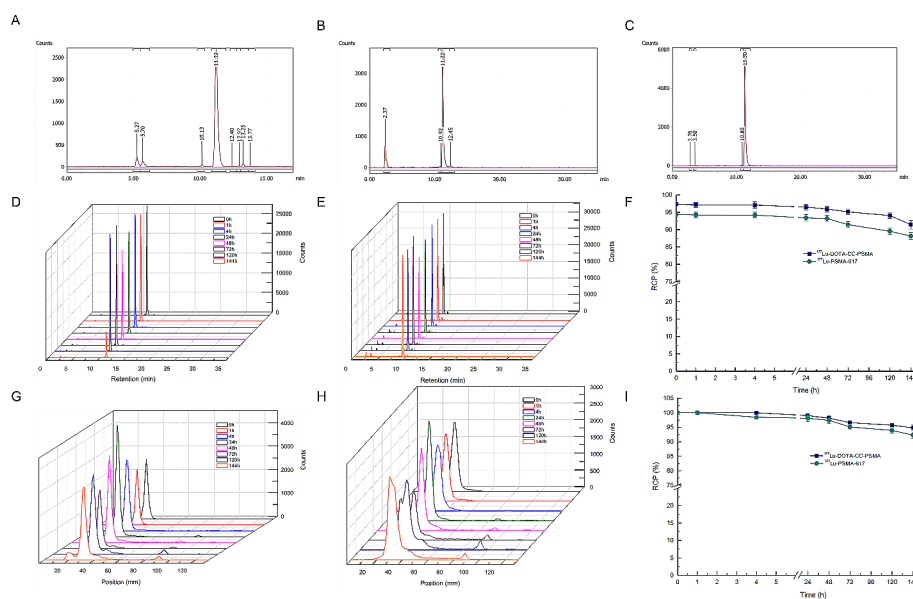 A
Counts
2500
2000
1500
1000
500
0
5.27
5.70
10.13
12.40
13.77
0.00
5.00
10.00
15.00
min
B
Counts
3000
2000
1000
0
2.37
10.92
11.22
12.45
0.00
10.00
20.00
30.00
min
C
Counts
6000
4000
2000
0
3.50
10.88
0.00
10.00
20.00
30.00
min
D
0h
1h
4h
24h
48h
72h
120h
144h
25000
20000
15000
10000
5000
0
Counts
0 5 10 15 20 25 30 35
Retention (min)
E
0h
1h
4h
24h
48h
72h
120h
144h
30000
25000
20000
15000
10000
5000
0
Counts
0 5 10 15 20 25 30 35
Retention (min)
F
RCP (%)
100
95
90
85
80
25
20
15
10
5
0
177Lu-DOTA-CC-PSMA
177Lu-PSMA-617
0 1 2 4 5 24 48 72 120
Time (h)
G
0h
1h
4h
24h
48h
72h
120h
144h
4000
3000
2000
1000
0
Counts
20 40 60 80 100 120
Position (mm)
H
0h
1h
4h
24h
48h
72h
120h
144h
3000
2500
2000
1500
1000
500
0
Counts
20 40 60 80 100 120
Position (mm)
I
RCP (%)
105
100
95
90
85
80
25
20
15
10
5
0
177Lu-DOTA-CC-PSMA
177Lu-PSMA-617
0 1 2 4 5 24 48 72 120
Time (h)